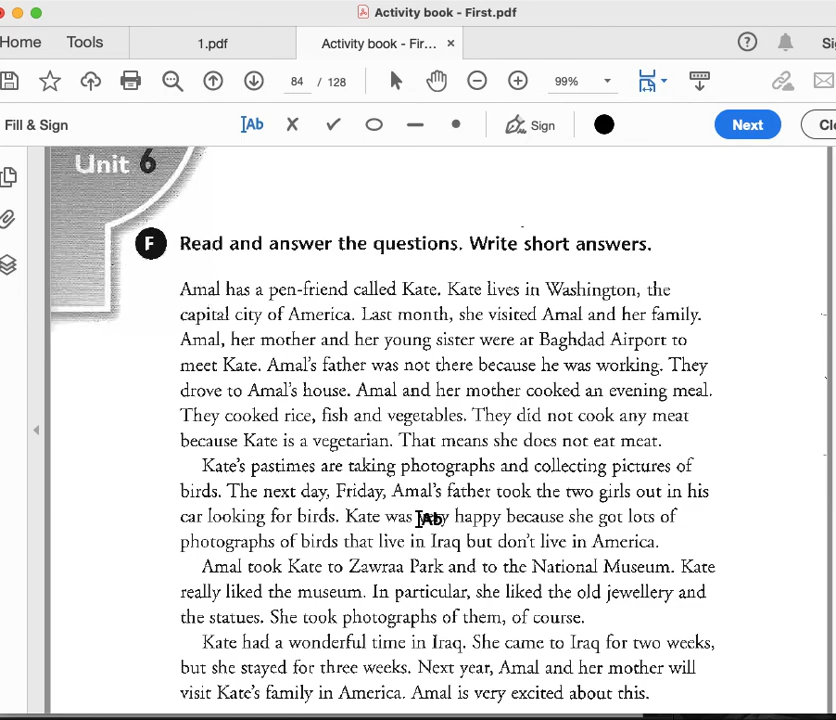 Activity book - First.pdf
Home Tools 1.pdf Activity book - Fir... ×
84 / 128 99%
Fill & Sign Ab Sign Next
Unit 6
F Read and answer the questions. Write short answers.
Amal has a pen-friend called Kate. Kate lives in Washington, the
capital city of America. Last month, she visited Amal and her family.
Amal, her mother and her young sister were at Baghdad Airport to
meet Kate. Amal's father was not there because he was working. They
drove to Amal's house. Amal and her mother cooked an evening meal.
They cooked rice, fish and vegetables. They did not cook any meat
because Kate is a vegetarian. That means she does not eat meat.
Kate's pastimes are taking photographs and collecting pictures of
birds. The next day, Friday, Amal's father took the two girls out in his
car looking for birds. Kate was happy because she got lots of
photographs of birds that live in Iraq but don't live in America.
Amal took Kate to Zawraa Park and to the National Museum. Kate
really liked the museum. In particular, she liked the old jewellery and
the statues. She took photographs of them, of course.
Kate had a wonderful time in Iraq. She came to Iraq for two weeks,
but she stayed for three weeks. Next year, Amal and her mother will
visit Kate's family in America. Amal is very excited about this.